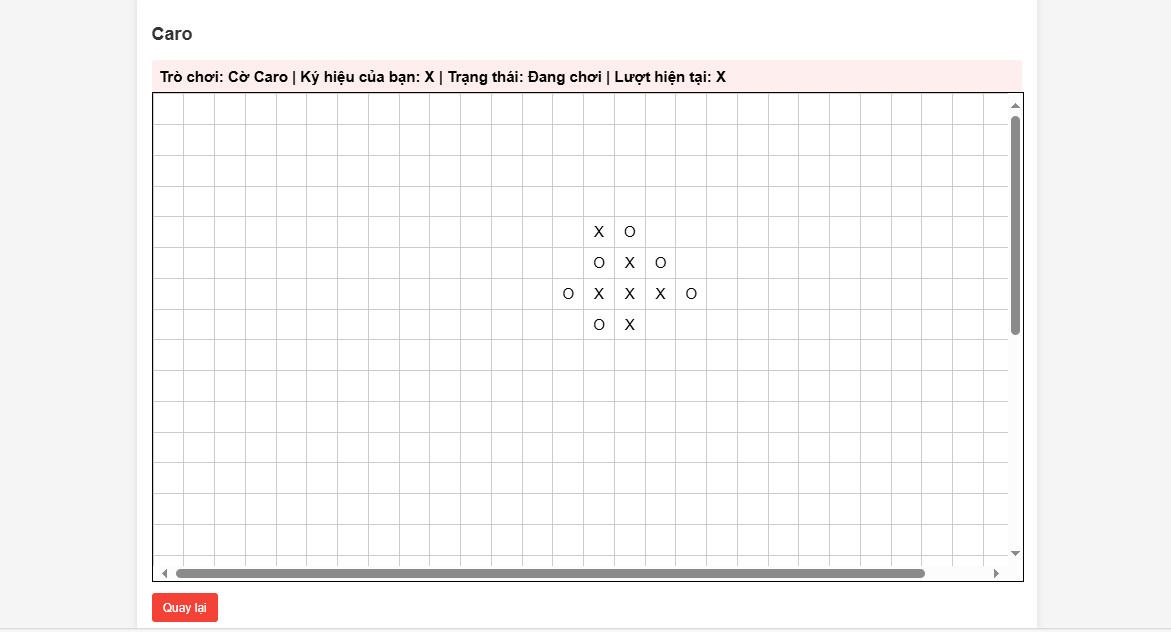 Caro
Trò chơi: Cờ Caro | Ký hiệu của bạn: X | Trạng thái: Đang chơi | Lượt hiện tại: X
X O
O X O
O X X X O
O X
Quay lại